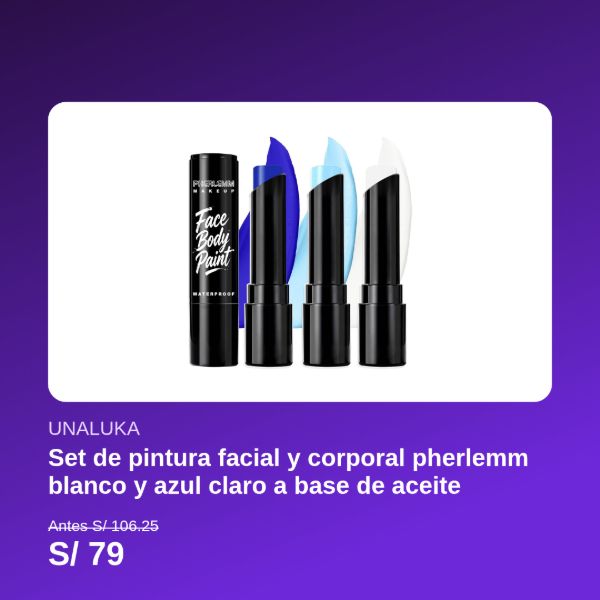 PHERLEMM
MAKEUP
Face
Body
Paint
WATERPROOF
UNALUKA
Set de pintura facial y corporal pherlemm
blanco y azul claro a base de aceite
Antes S/ 106.25
S/ 79